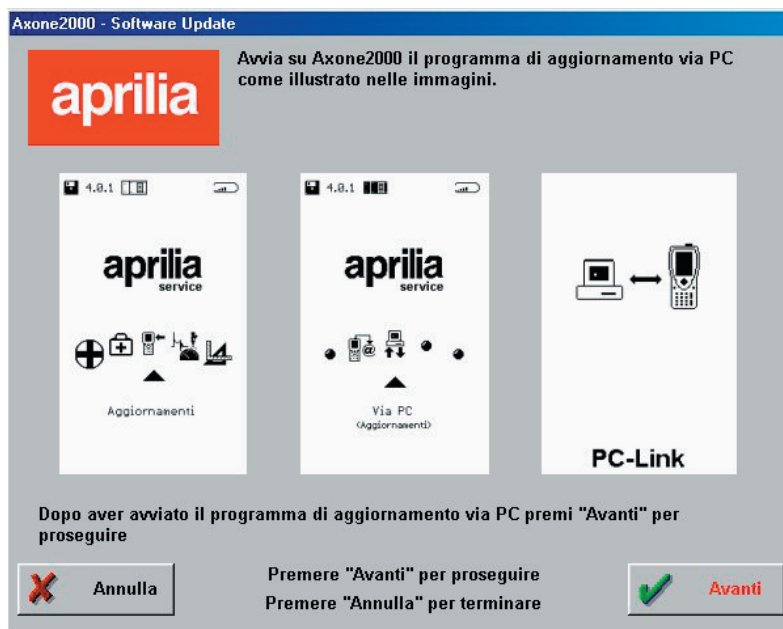 Axone2000 - Software Update
aprilia
Avvia su Axone2000 il programma di aggiornamento via PC
come illustrato nelle immagini.
4.0.1
aprilia
service
Aggiornamenti
4.0.1
aprilia
service
@
Via PC
(Aggiornamenti)
PC-Link
Dopo aver avviato il programma di aggiornamento via PC premi "Avanti" per
proseguire
Annulla
Premere "Avanti" per proseguire
Premere "Annulla" per terminare
Avanti